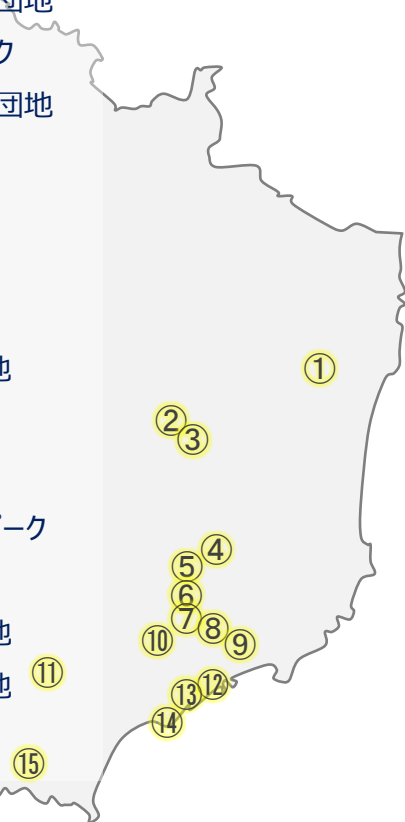 団地
ク
団地
地
①
②
③
ーク
④
⑤
⑥
⑦
⑧
地
⑩
⑨
⑪
地
⑫
⑬
⑭
⑮